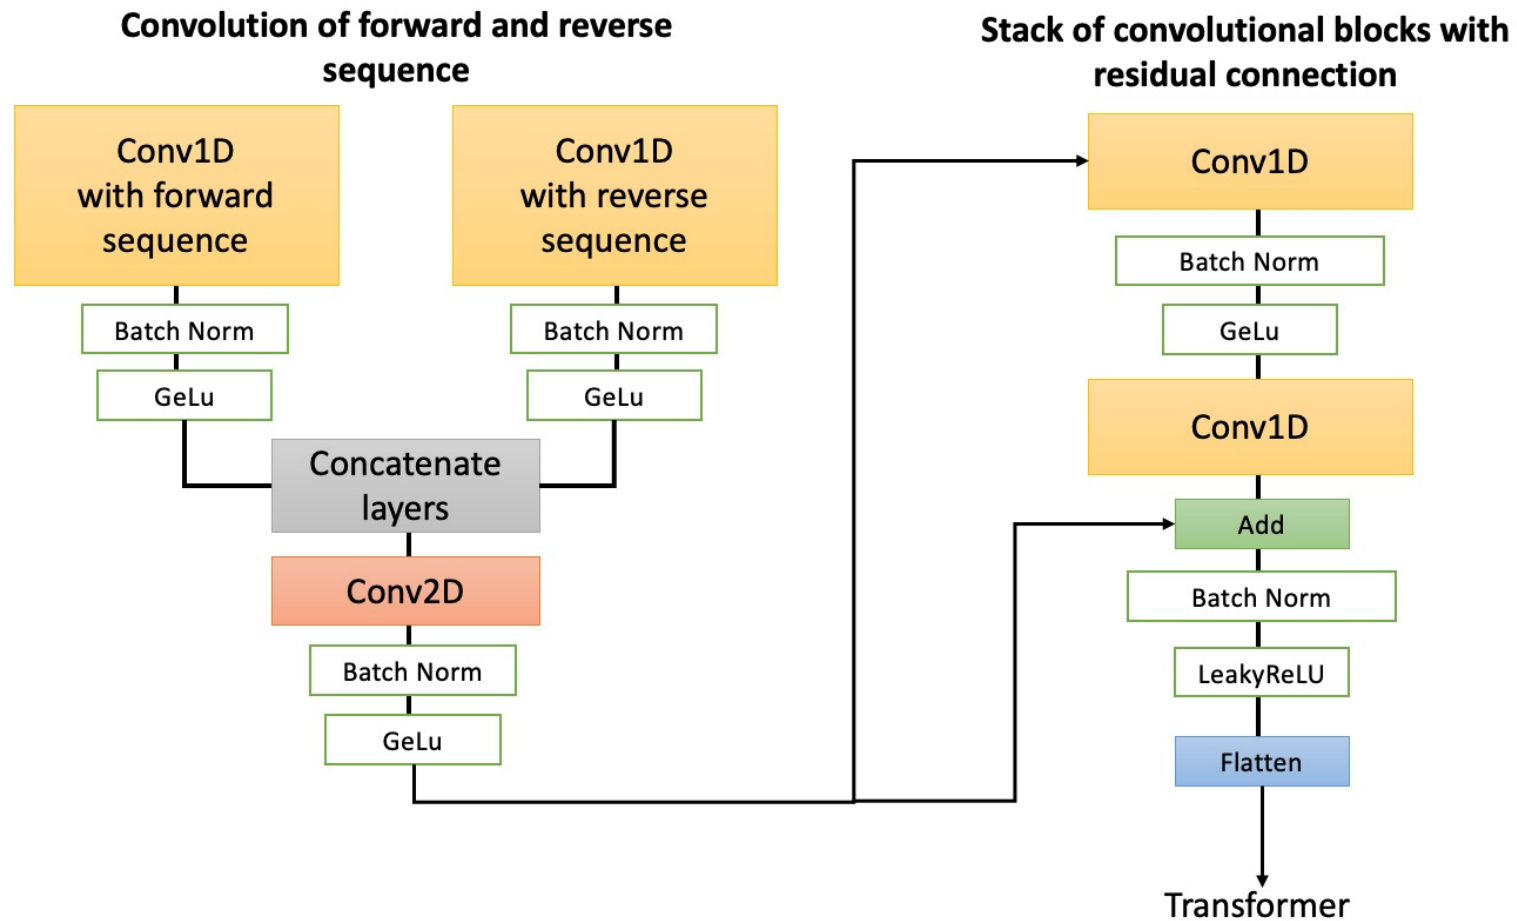 Convolution of forward and reverse
sequence
Conv1D
with forward
sequence
Conv1D
with reverse
sequence
Batch Norm
Batch Norm
GeLu
GeLu
Concatenate
layers
Conv2D
Batch Norm
GeLu
Stack of convolutional blocks with
residual connection
Conv1D
Batch Norm
GeLu
Conv1D
Add
Batch Norm
LeakyReLU
Flatten
Transformer